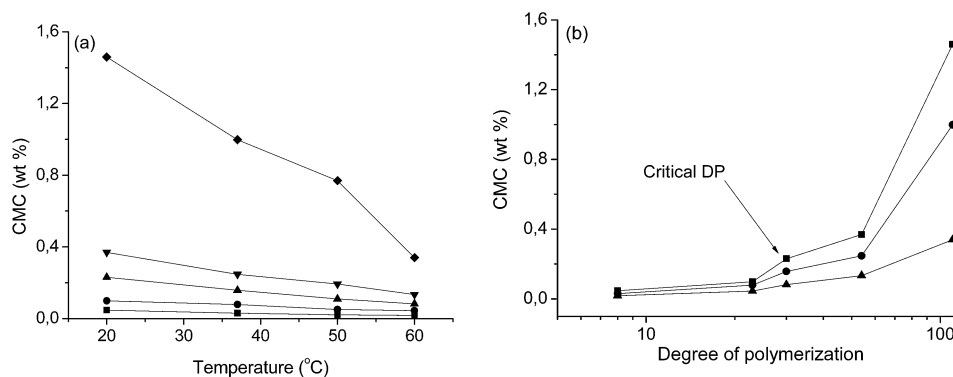 (a)
1,6
1,2
0,8
0,4
0,0
CMC (wt %)
20
30
40
50
60
Temperature (°C)
(b)
1,6
1,2
0,8
0,4
0,0
CMC (wt %)
Critical DP
10
100
Degree of polymerization